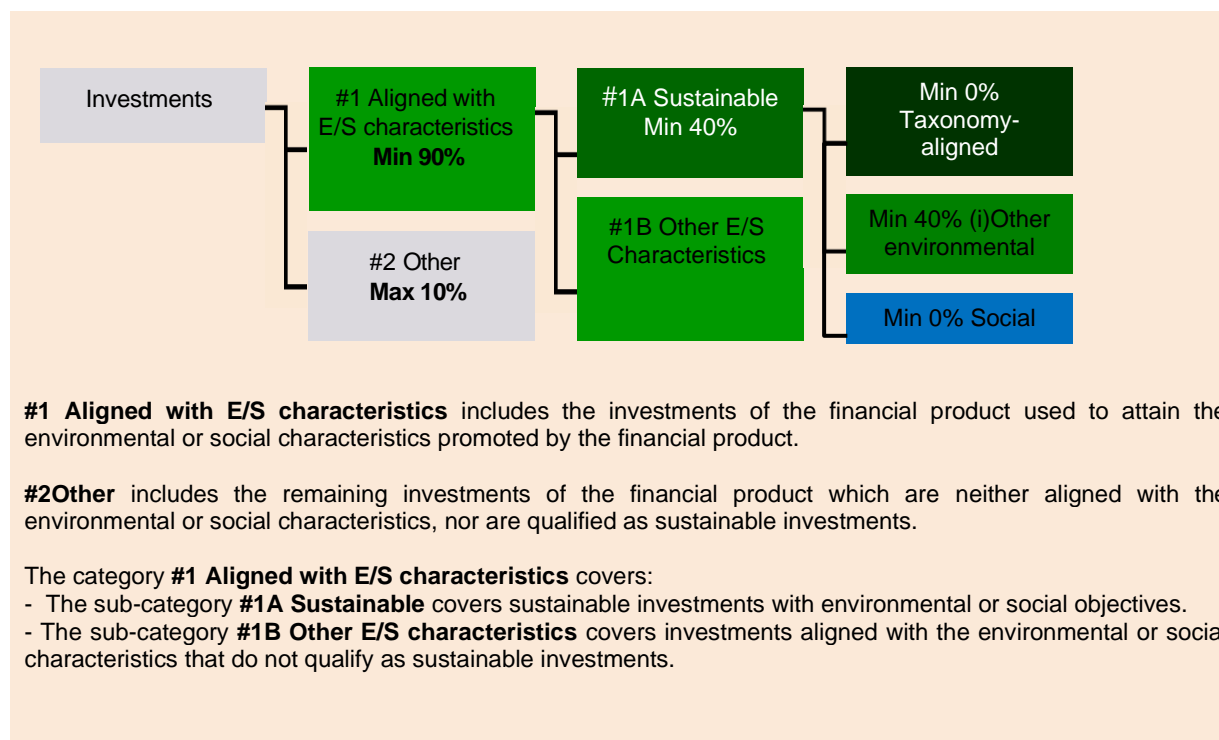 Investments
#1 Aligned with
E/S characteristics
Min 90%
#2 Other
Max 10%
#1A Sustainable
Min 40%
#1B Other E/S
Characteristics
Min 0%
Taxonomy-
aligned
Min 40% (i)Other
environmental
Min 0% Social
#1 Aligned with E/S characteristics includes the investments of the financial product used to attain the
environmental or social characteristics promoted by the financial product.
#2Other includes the remaining investments of the financial product which are neither aligned with the
environmental or social characteristics, nor are qualified as sustainable investments.
The category #1 Aligned with E/S characteristics covers:
- The sub-category #1A Sustainable covers sustainable investments with environmental or social objectives.
- The sub-category #1B Other E/S characteristics covers investments aligned with the environmental or social
characteristics that do not qualify as sustainable investments.